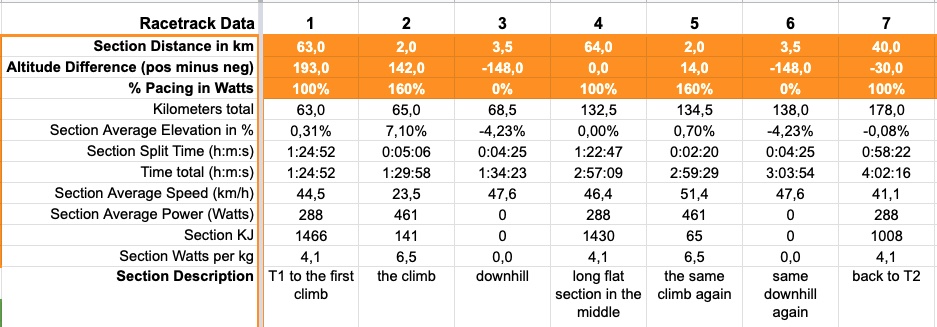 Racetrack Data 1 2 3 4 5 6 7
Section Distance in km 63,0 2,0 3,5 64,0 2,0 3,5 40,0
Altitude Difference (pos minus neg) 193,0 142,0 -148,0 0,0 14,0 -148,0 -30,0
% Pacing in Watts 100% 160% 0% 100% 160% 0% 100%
Kilometers total 63,0 65,0 68,5 132,5 134,5 138,0 178,0
Section Average Elevation in % 0,31% 7,10% -4,23% 0,00% 0,70% -4,23% -0,08%
Section Split Time (h:m:s) 1:24:52 0:05:06 0:04:25 1:22:47 0:02:20 0:04:25 0:58:22
Time total (h:m:s) 1:24:52 1:29:58 1:34:23 2:57:09 2:59:29 3:03:54 4:02:16
Section Average Speed (km/h) 44,5 23,5 47,6 46,4 51,4 47,6 41,1
Section Average Power (Watts) 288 461 0 288 461 0 288
Section KJ 1466 141 0 1430 65 0 1008
Section Watts per kg 4,1 6,5 0,0 4,1 6,5 0,0 4,1
Section Description T1 to the first the climb downhill long flat the same same back to T2
climb section in the climb again downhill
middle again